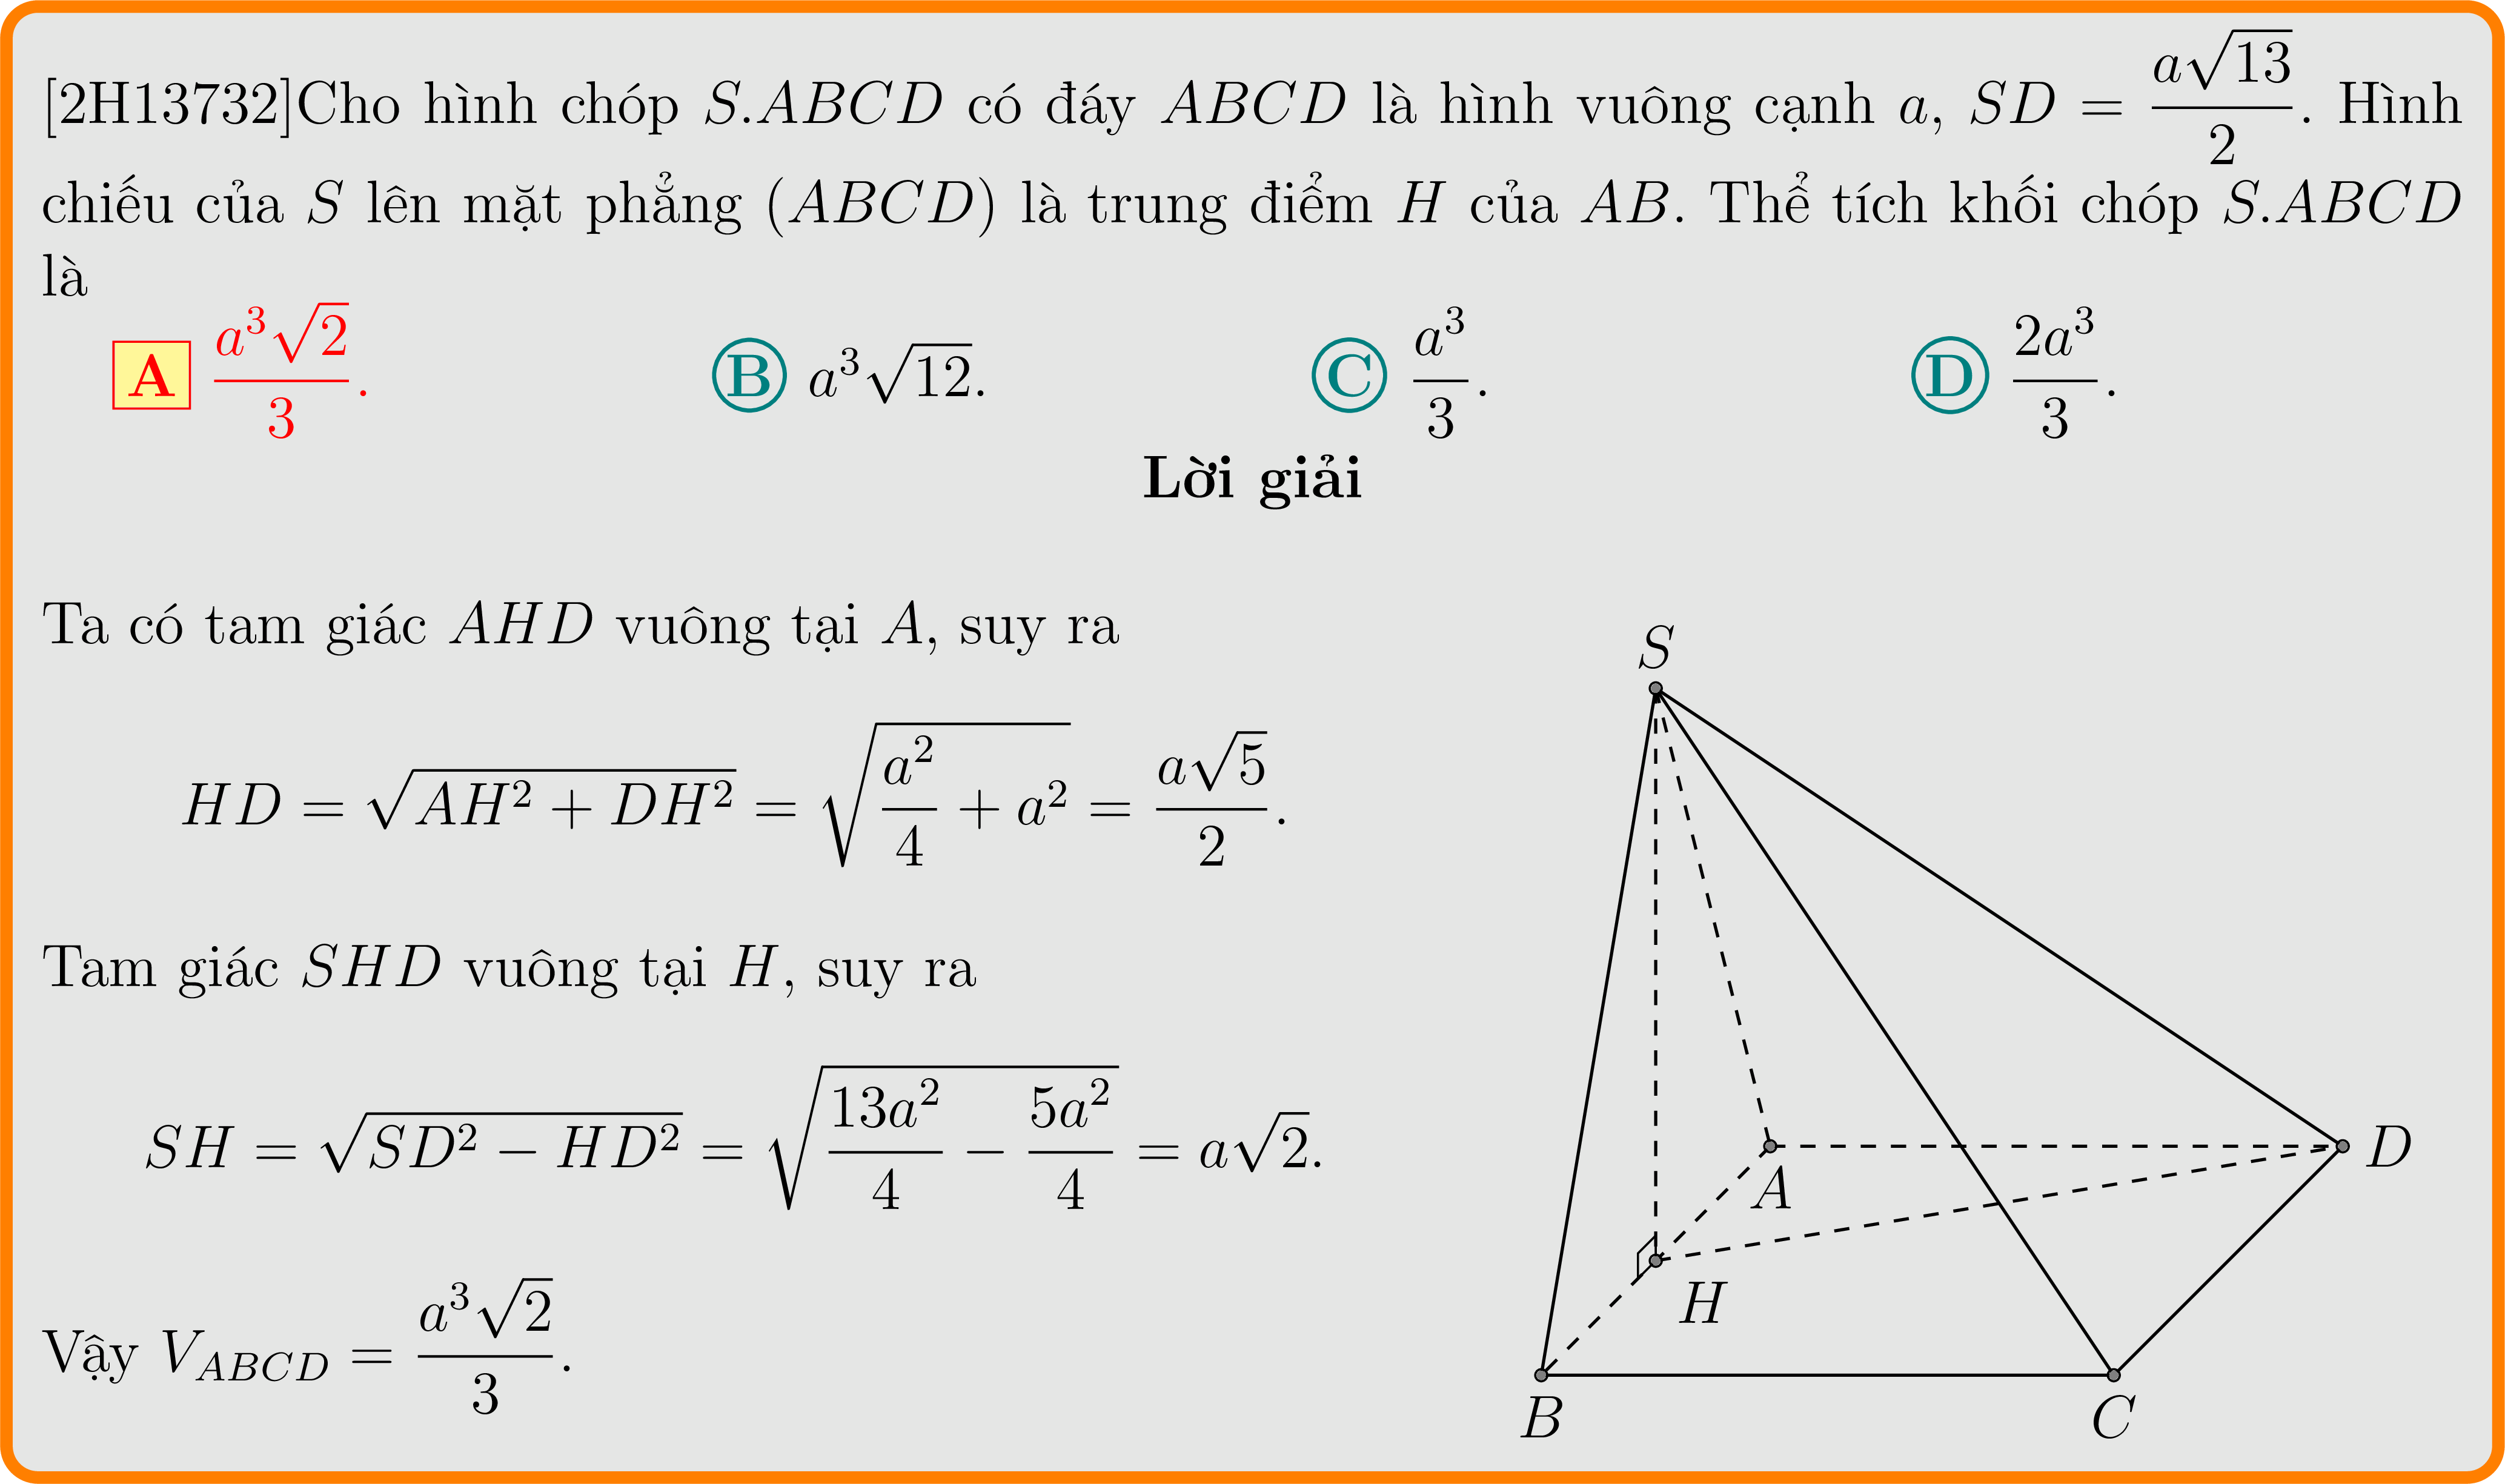 [2H13732]Cho hình chóp S.ABCD có đáy ABCD là hình vuông cạnh a, SD = \frac{a\sqrt{13}}{2}. Hình
chiếu của S lên mặt phẳng (ABCD) là trung điểm H của AB. Thể tích khối chóp S.ABCD
là
A \frac{a^3\sqrt{2}}{3}. B a^3\sqrt{12}. C \frac{a^3}{3}. D \frac{2a^3}{3}.
Lời giải
Ta có tam giác AHD vuông tại A, suy ra
HD = \sqrt{AH^2 + DH^2} = \sqrt{\frac{a^2}{4} + a^2} = \frac{a\sqrt{5}}{2}.
Tam giác SHD vuông tại H, suy ra
SH = \sqrt{SD^2 - HD^2} = \sqrt{\frac{13a^2}{4} - \frac{5a^2}{4}} = a\sqrt{2}.
Vậy V_{ABCD} = \frac{a^3\sqrt{2}}{3}.
S
D
A
H
B
C